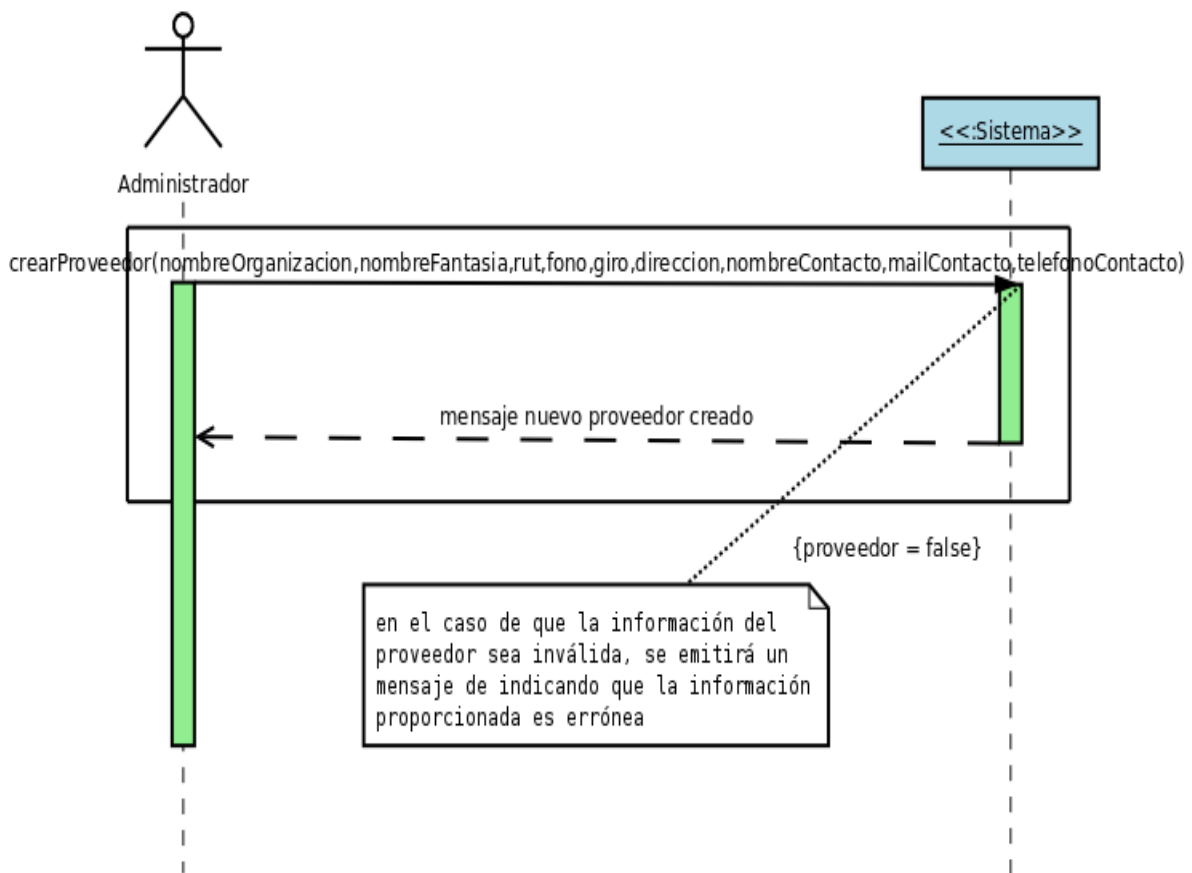 <<:Sistema>>
Administrador
crearProveedor(nombreOrganizacion,nombreFantasia,rut,fono,giro,direccion,nombreContacto,mailContacto,telefonoContacto)
mensaje nuevo proveedor creado
{proveedor = false}
en el caso de que la información del
proveedor sea inválida, se emitirá un
mensaje de indicando que la información
proporcionada es errónea